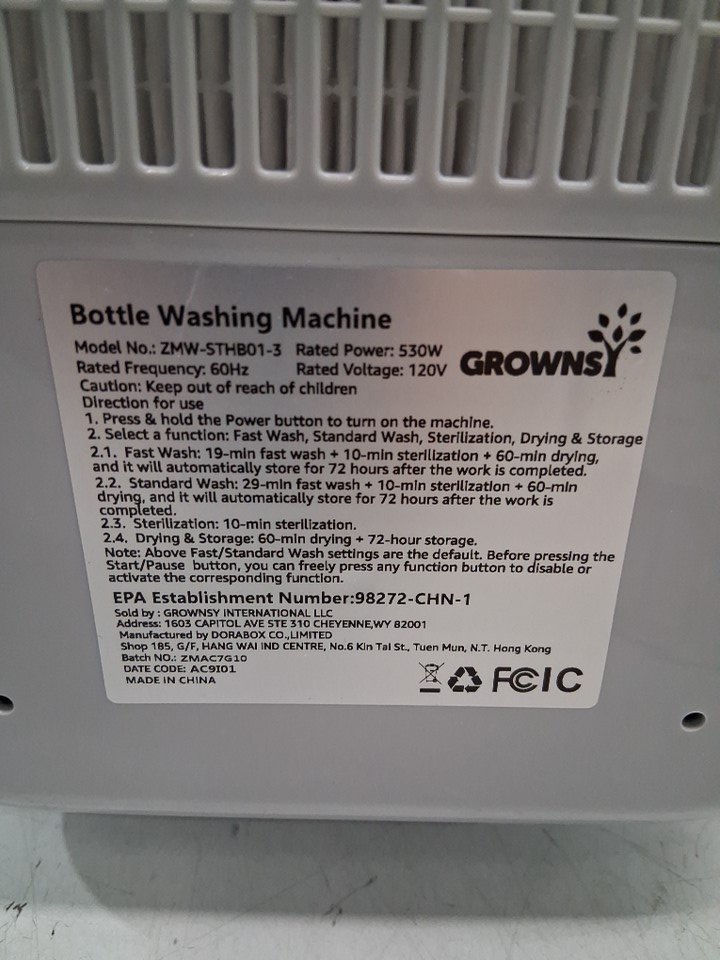 Bottle Washing Machine
Model No.: ZMW-STHB01-3 Rated Power: 530W
Rated Frequency: 60Hz Rated Voltage: 120V
GROWNSY
Caution: Keep out of reach of children
Direction for use
1. Press & hold the Power button to turn on the machine.
2. Select a function: Fast Wash, Standard Wash, Sterilization, Drying & Storage
2.1. Fast Wash: 19-min fast wash + 10-min sterilization + 60-min drying,
and it will automatically store for 72 hours after the work is completed.
2.2. Standard Wash: 29-min fast wash + 10-min sterilization + 60-min
drying, and it will automatically store for 72 hours after the work is
completed.
2.3. Sterilization: 10-min sterilization.
2.4. Drying & Storage: 60-min drying + 72-hour storage.
Note: Above Fast/Standard Wash settings are the default. Before pressing the
Start/Pause button, you can freely press any function button to disable or
activate the corresponding function.
EPA Establishment Number:98272-CHN-1
Sold by : GROWNSY INTERNATIONAL LLC
Address: 1603 CAPITOL AVE STE 310 CHEYENNE,WY 82001
Manufactured by DORABOX CO.,LIMITED
Shop 185, G/F, HANG WAI IND CENTRE, No.6 Kin Tai St., Tuen Mun, N.T. Hong Kong
Batch NO.: ZMAC7G10
DATE CODE: AC9I01
MADE IN CHINA
FC IC